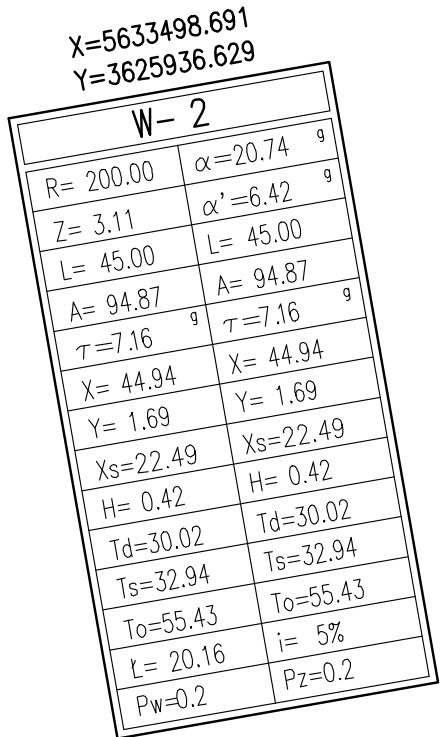 X=5633498.691
Y=3625936.629
W- 2
R= 200.00 α=20.74 g
Z= 3.11 α'=6.42 g
L= 45.00 L= 45.00
A= 94.87 A= 94.87
τ=7.16 g τ=7.16 g
X= 44.94 X= 44.94
Y= 1.69 Y= 1.69
Xs=22.49 Xs=22.49
H= 0.42 H= 0.42
Td=30.02 Td=30.02
Ts=32.94 Ts=32.94
To=55.43 To=55.43
Ł= 20.16 i= 5%
Pw=0.2 Pz=0.2